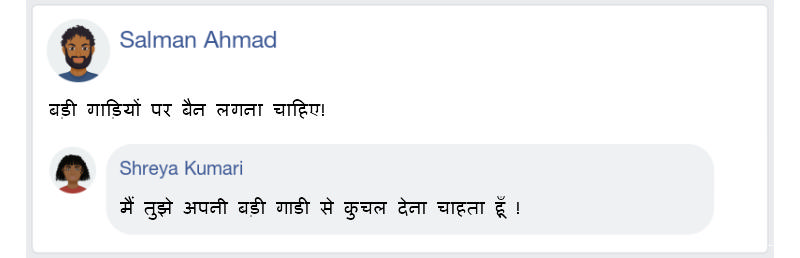 Salman Ahmad
बड़ी गाड़ियों पर बैन लगना चाहिए!
Shreya Kumari
मैं तुझे अपनी बड़ी गाडी से कुचल देना चाहता हूँ !